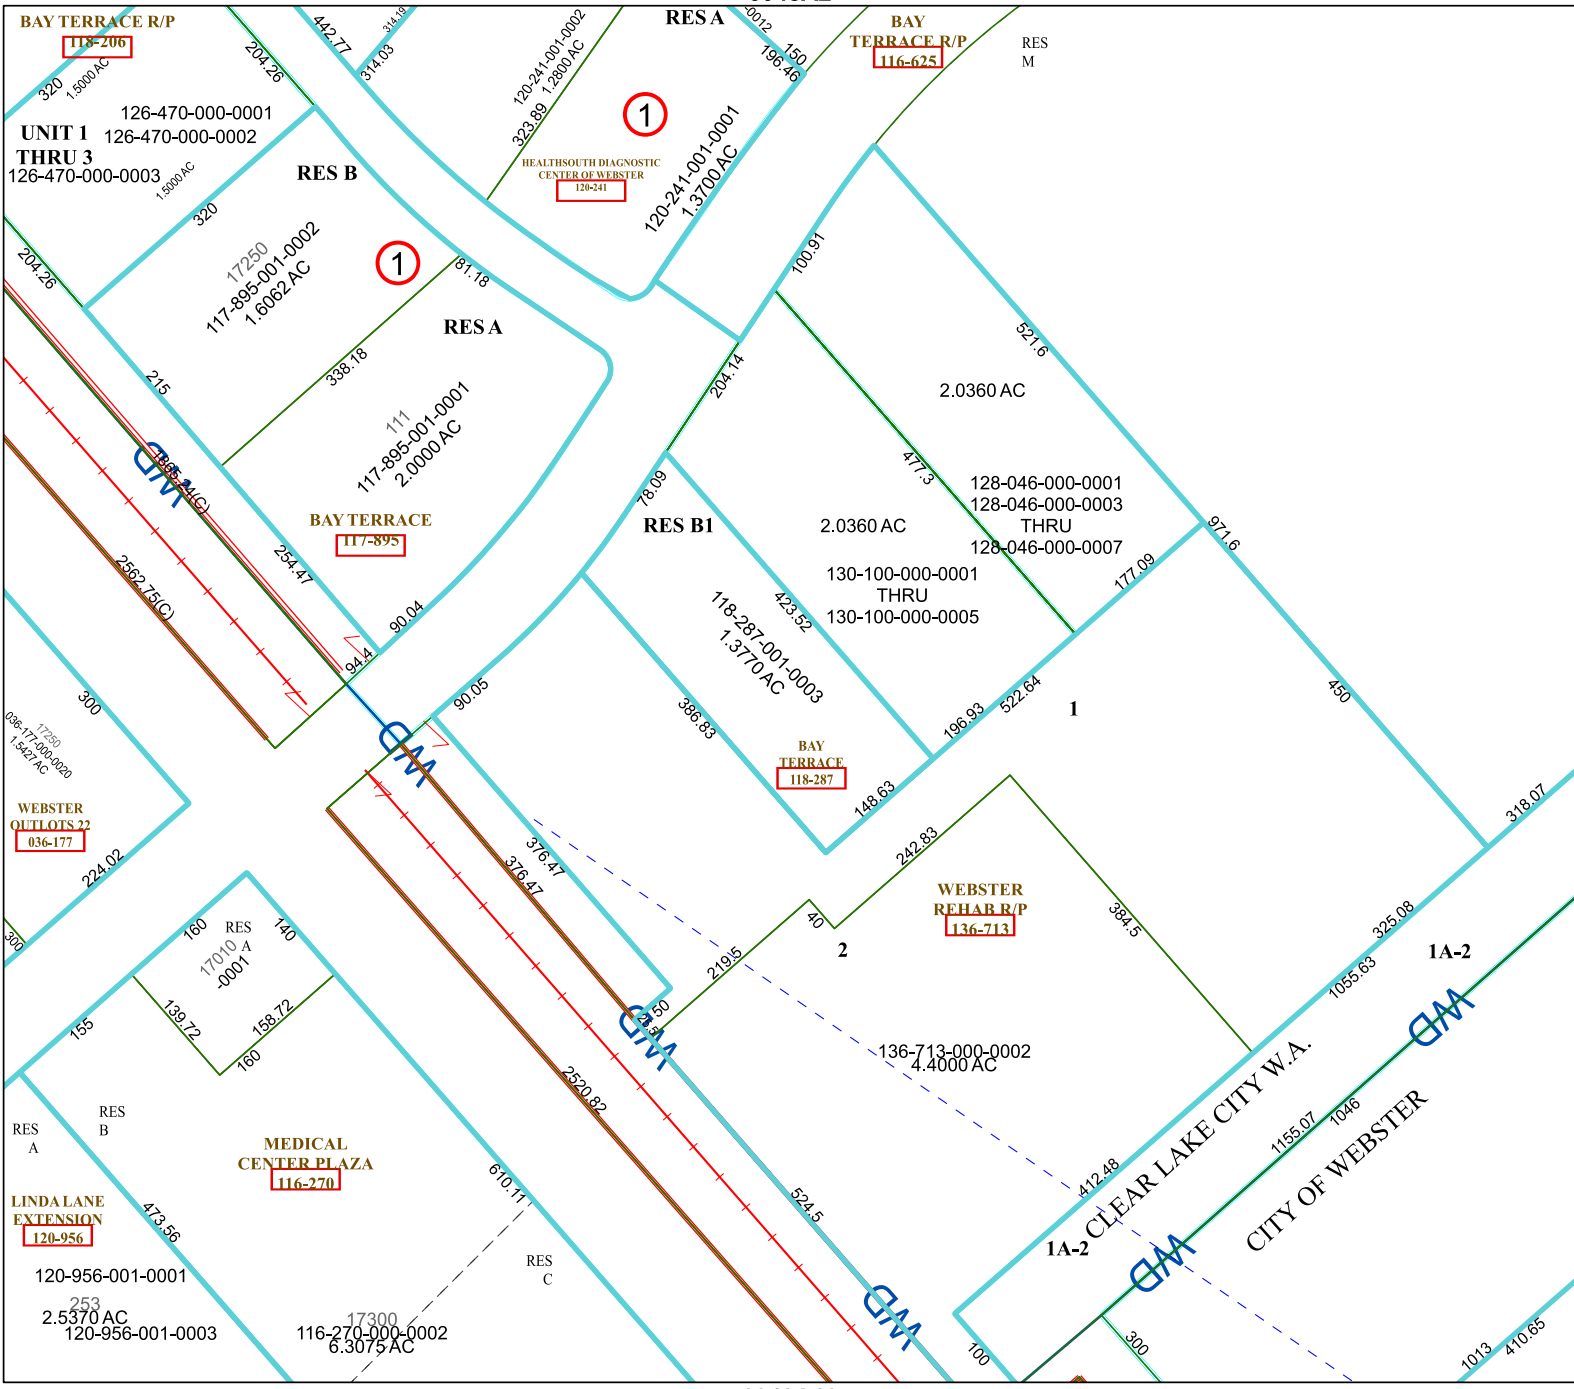 BAY TERRACE R/P
118-206
320
1.5000 AC
204.26
442.77
314.19
314.03
120-241-001-0002
1.2800 AC
323.89
RES A
-0012
150
196.46
BAY
TERRACE R/P
116-625
RES
M
126-470-000-0001
UNIT 1
126-470-000-0002
THRU 3
126-470-000-0003
1.5000 AC
320
RES B
1
HEALTHSOUTH DIAGNOSTIC
CENTER OF WEBSTER
120-241
120-241-001-0001
1.3700 AC
204.26
17250
117-895-001-0002
1.6062 AC
1
81.18
100.91
RES A
338.18
215
521.6
204.14
2.0360 AC
111
117-895-001-0001
2.0000 AC
BAY TERRACE
117-895
WD
1865.24(C)
2562.75(C)
254.47
78.09
RES B1
477.3
2.0360 AC
128-046-000-0001
128-046-000-0003
THRU
128-046-000-0007
971.6
177.09
130-100-000-0001
THRU
130-100-000-0005
423.52
118-287-001-0003
1.3770 AC
90.04
94.4
90.05
386.83
196.93
522.64
1
450
300
17250
036-177-000-0020
1.5427 AC
WD
BAY
TERRACE
118-287
148.63
318.07
WEBSTER
OUTLOTS 22
036-177
224.02
300
376.47
376.47
242.83
40
219.5
2
WEBSTER
REHAB R/P
136-713
384.5
325.08
1055.63
1A-2
160
RES
A
17010
-0001
140
139.72
158.72
160
155
50
WD
WD
136-713-000-0002
4.4000 AC
2520.82
CLEAR LAKE CITY W.A.
1155.07
1046
CITY OF WEBSTER
RES
A
RES
B
MEDICAL
CENTER PLAZA
116-270
610.11
524.5
412.48
1A-2
WD
LINDA LANE
EXTENSION
120-956
473.56
RES
C
120-956-001-0001
253
2.5370 AC
120-956-001-0003
17300
116-270-000-0002
6.3075 AC
WD
100
300
1013
410.65